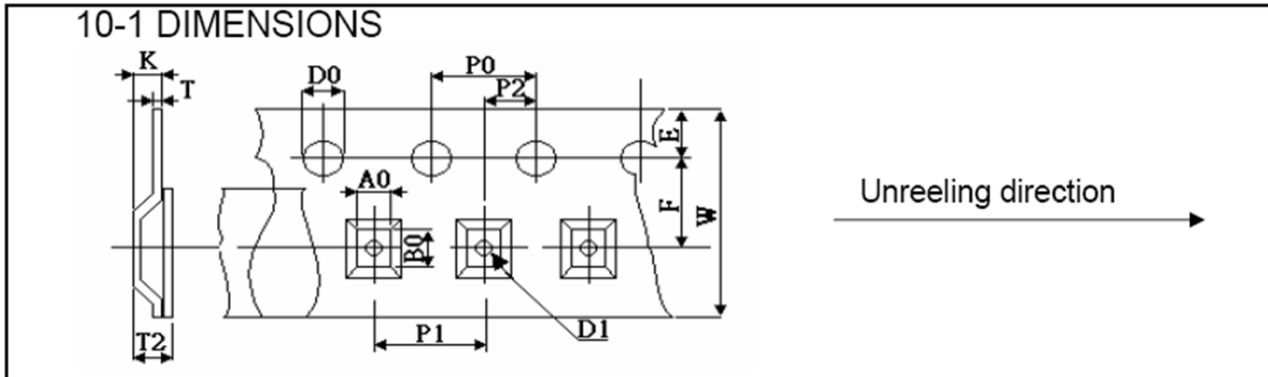 10-1 DIMENSIONS
K
D0
P0
T
P2
E
A0
Unreeling direction
F
W
B0
D1
P1
T2